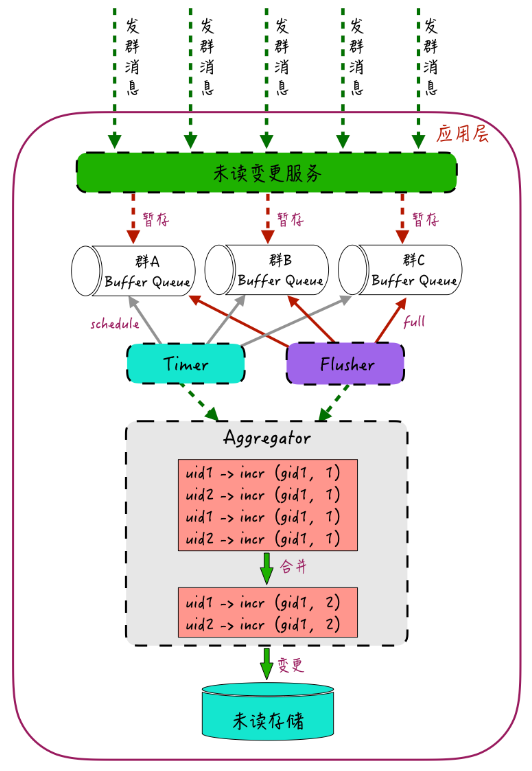 发群消息
发群消息
发群消息
发群消息
发群消息
应用层
未读变更服务
暂存
暂存
暂存
群A
Buffer Queue
群B
Buffer Queue
群C
Buffer Queue
schedule
full
Timer
Flusher
Aggregator
uid1 -> incr (gid1, 1)
uid2 -> incr (gid1, 1)
uid1 -> incr (gid1, 1)
uid2 -> incr (gid1, 1)
合并
uid1 -> incr (gid1, 2)
uid2 -> incr (gid1, 2)
变更
未读存储